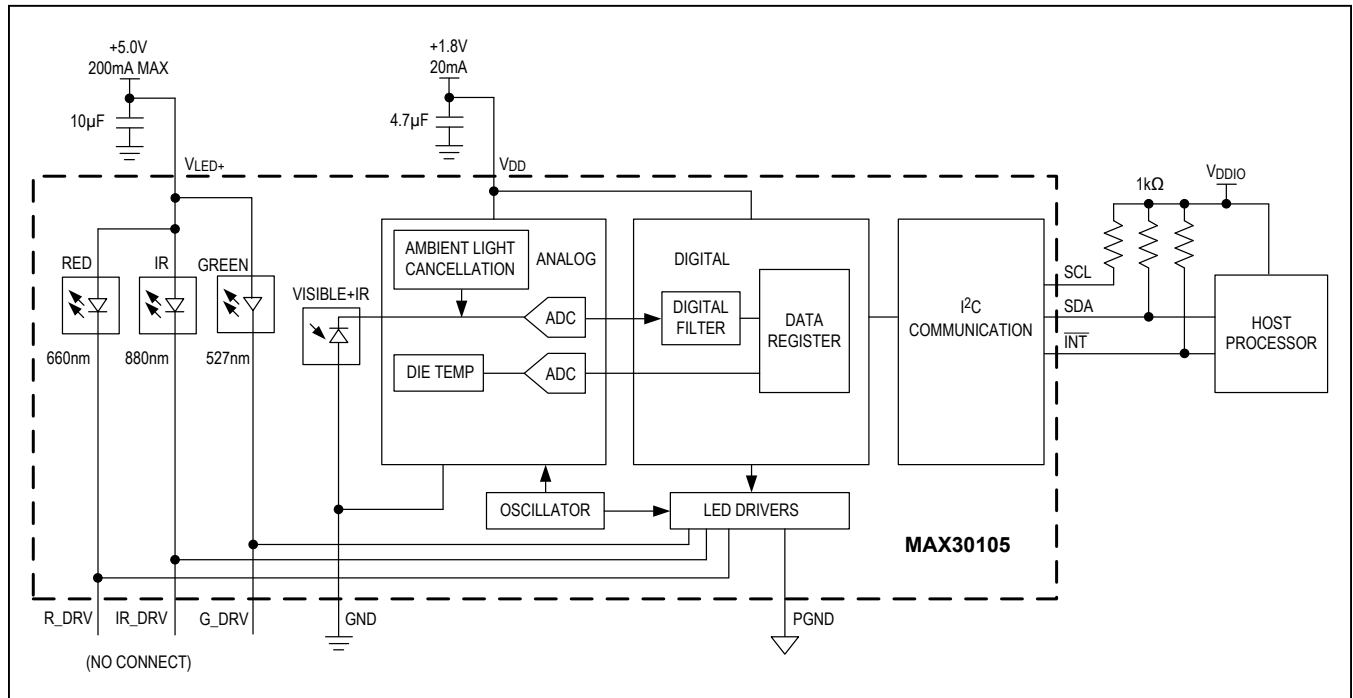 +5.0V
200mA MAX
10µF
VLED+
+1.8V
20mA
4.7µF
VDD
RED
IR
GREEN
660nm
880nm
527nm
VISIBLE+IR
AMBIENT LIGHT
CANCELLATION
ANALOG
ADC
DIE TEMP
ADC
DIGITAL
DIGITAL
FILTER
DATA
REGISTER
I²C
COMMUNICATION
1kΩ
VDDIO
SCL
SDA
I̅N̅T̅
HOST
PROCESSOR
OSCILLATOR
LED DRIVERS
MAX30105
R_DRV
IR_DRV
G_DRV
GND
PGND
(NO CONNECT)